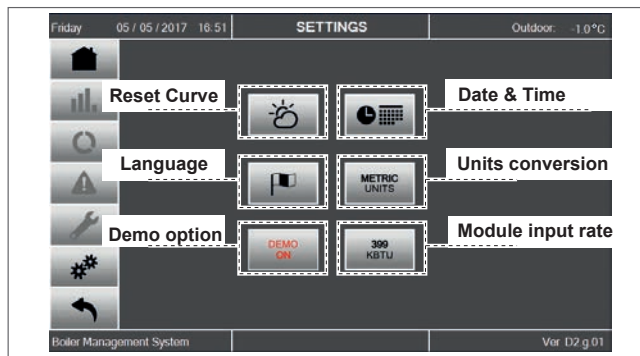 Friday 05 / 05 / 2017 16:51 SETTINGS Outdoor: -1.0°C
Reset Curve Date & Time
Language METRIC UNITS Units conversion
Demo option DEMO ON 399 KBTU Module input rate
Boiler Management System Ver D2 g 01